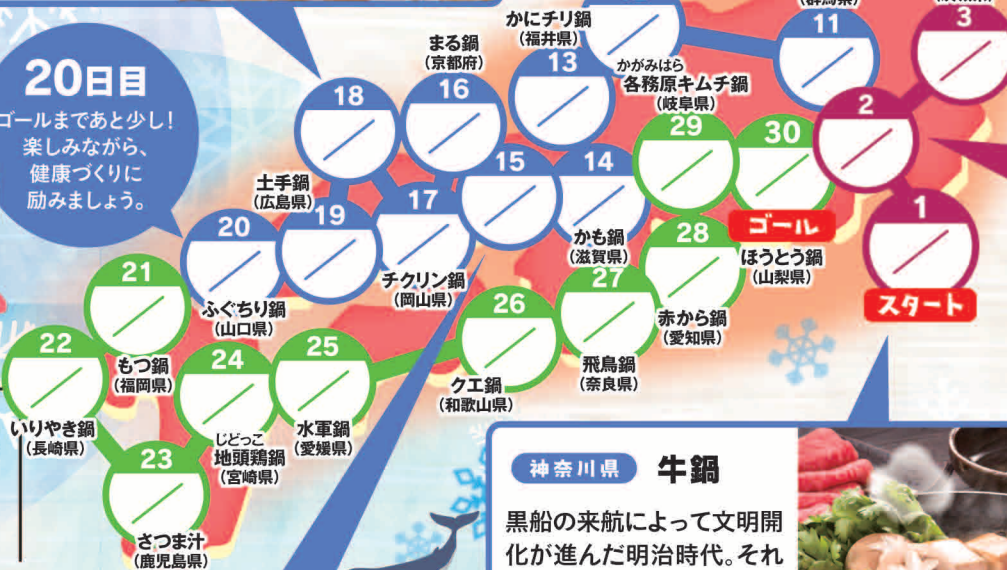 20日目
ゴールまであと少し!
楽しみながら、
健康づくりに
励みましょう。
かにチリ鍋
(福井県)
まる鍋
(京都府)
かがみはら
各務原キムチ鍋
(岐阜県)
11
3
13
18
16
2
29
30
15
14
1
土手鍋
(広島県)
20
19
17
かも鍋
(滋賀県)
28
ゴール
ほうとう鍋
(山梨県)
スタート
チクリン鍋
(岡山県)
21
27
26
ふぐちり鍋
(山口県)
赤から鍋
(愛知県)
22
もつ鍋
(福岡県)
24
25
飛鳥鍋
(奈良県)
クエ鍋
(和歌山県)
いりやき鍋
(長崎県)
じどっこ
地頭鶏鍋
(宮崎県)
水軍鍋
(愛媛県)
23
さつま汁
(鹿児島県)
神奈川県 牛鍋
黒船の来航によって文明開
化が進んだ明治時代。それ